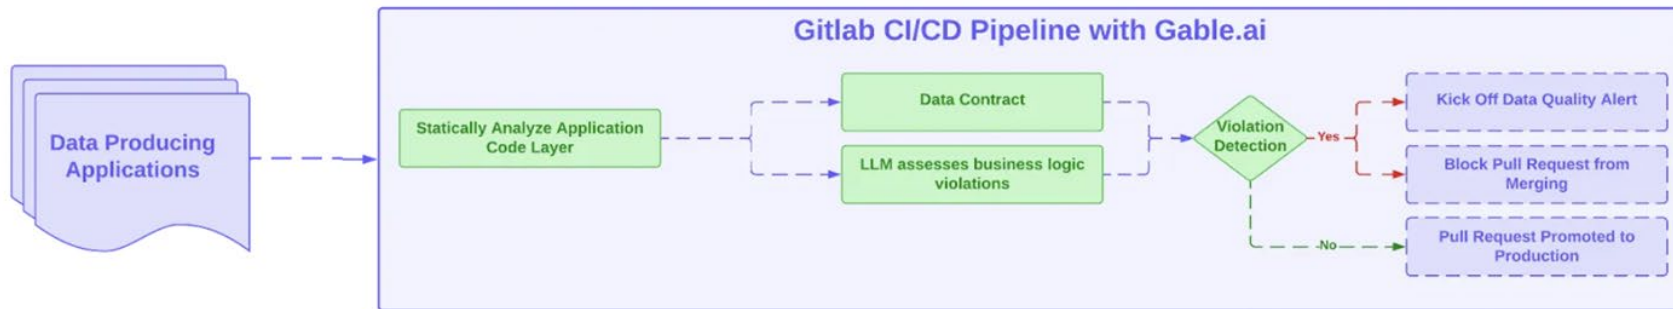 Gitlab CI/CD Pipeline with Gable.ai
Data Producing
Applications
Statically Analyze Application
Code Layer
Data Contract
LLM assesses business logic
violations
Violation
Detection
Yes
No
Kick Off Data Quality Alert
Block Pull Request from
Merging
Pull Request Promoted to
Production